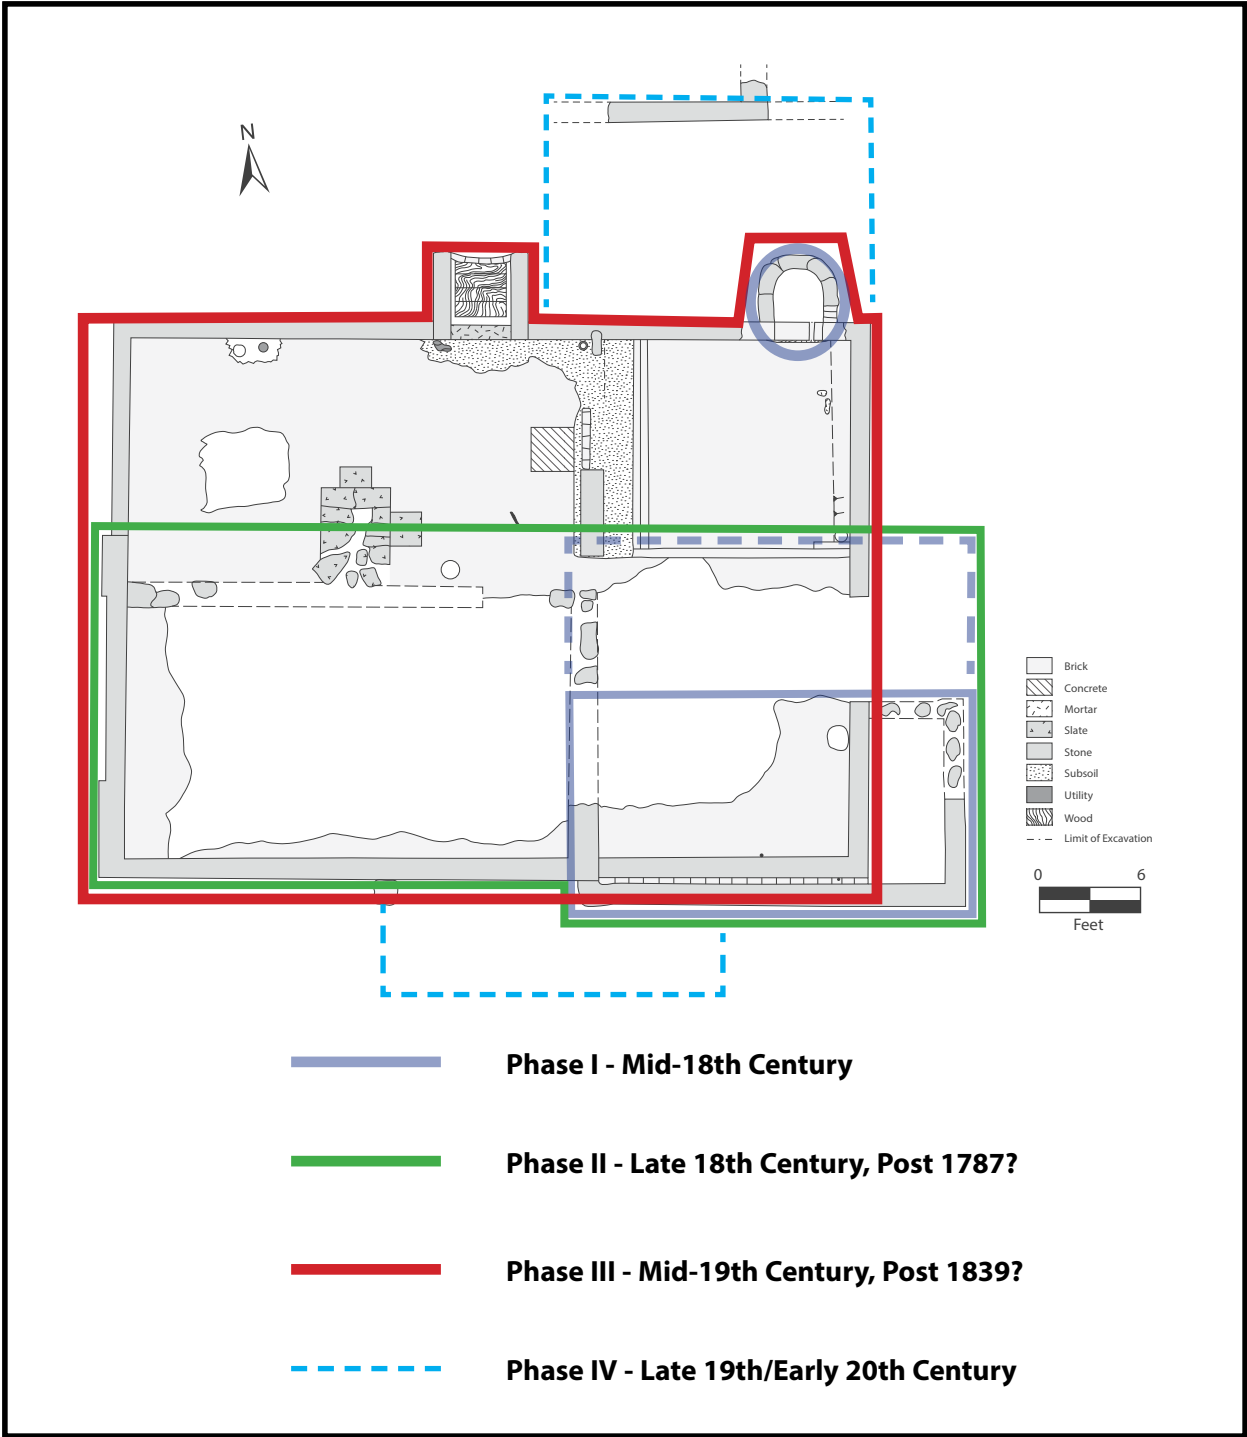 N
Brick
Concrete
Mortar
Slate
Stone
Subsoil
Utility
Wood
Limit of Excavation
0 6
Feet
Phase I - Mid-18th Century
Phase II - Late 18th Century, Post 1787?
Phase III - Mid-19th Century, Post 1839?
Phase IV - Late 19th/Early 20th Century